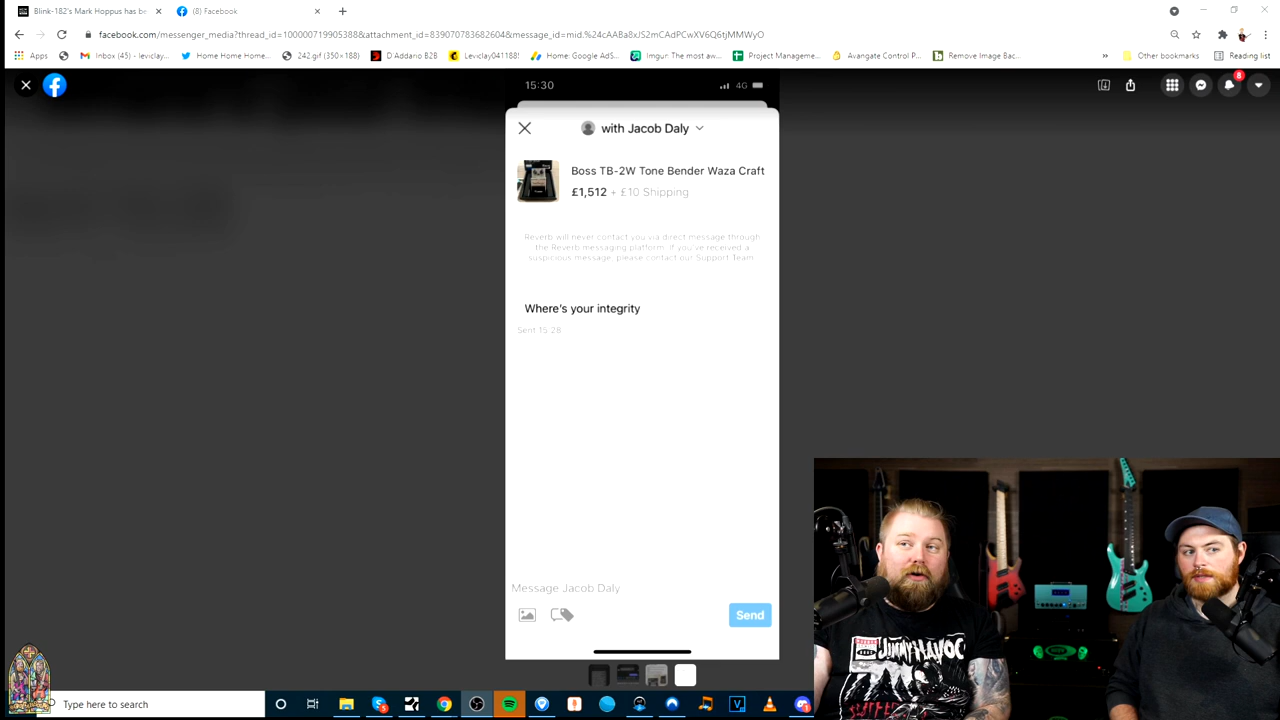 Blink-182's Mark Hoppus has be
(8) Facebook
facebook.com/messenger_media?thread_id=100000719905388&attachment_id=839070783682604&message_id=mid.%24cAABa8xJS2mCAdPCwXV6Q6tjMMWyO
Apps
Inbox (45) - leviclay...
Home Home Home...
242.gif (350×188)
D'Addario B2B
Leviclay041188!
Home: Google AdS...
Imgur: The most aw...
Project Manageme...
Avangate Control P...
Remove Image Bac...
»
Other bookmarks
Reading list
8
15:30
4G
with Jacob Daly
Boss TB-2W Tone Bender Waza Craft
£1,512 + £10 Shipping
Reverb will never contact you via direct message through
the Reverb messaging platform. If you've received a
suspicious message, please contact our Support Team.
Where's your integrity
Sent 15:28
Message Jacob Daly
Send
JIMMY HAVOC
Type here to search